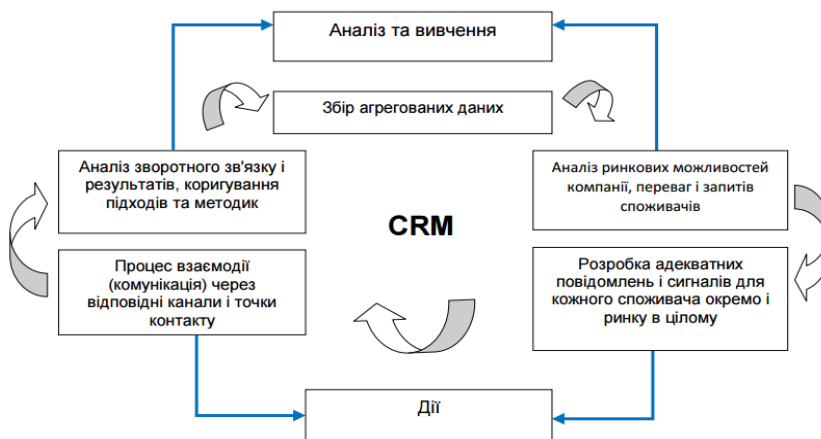 Аналіз та вивчення
Збір агрегованих даних
Аналіз зворотного зв'язку і
результатів, коригування
підходів та методик
Аналіз ринкових можливостей
компанії, переваг і запитів
споживачів
CRM
Процес взаємодії
(комунікація) через
відповідні канали і точки
контакту
Розробка адекватних
повідомлень і сигналів для
кожного споживача окремо і
ринку в цілому
Дії